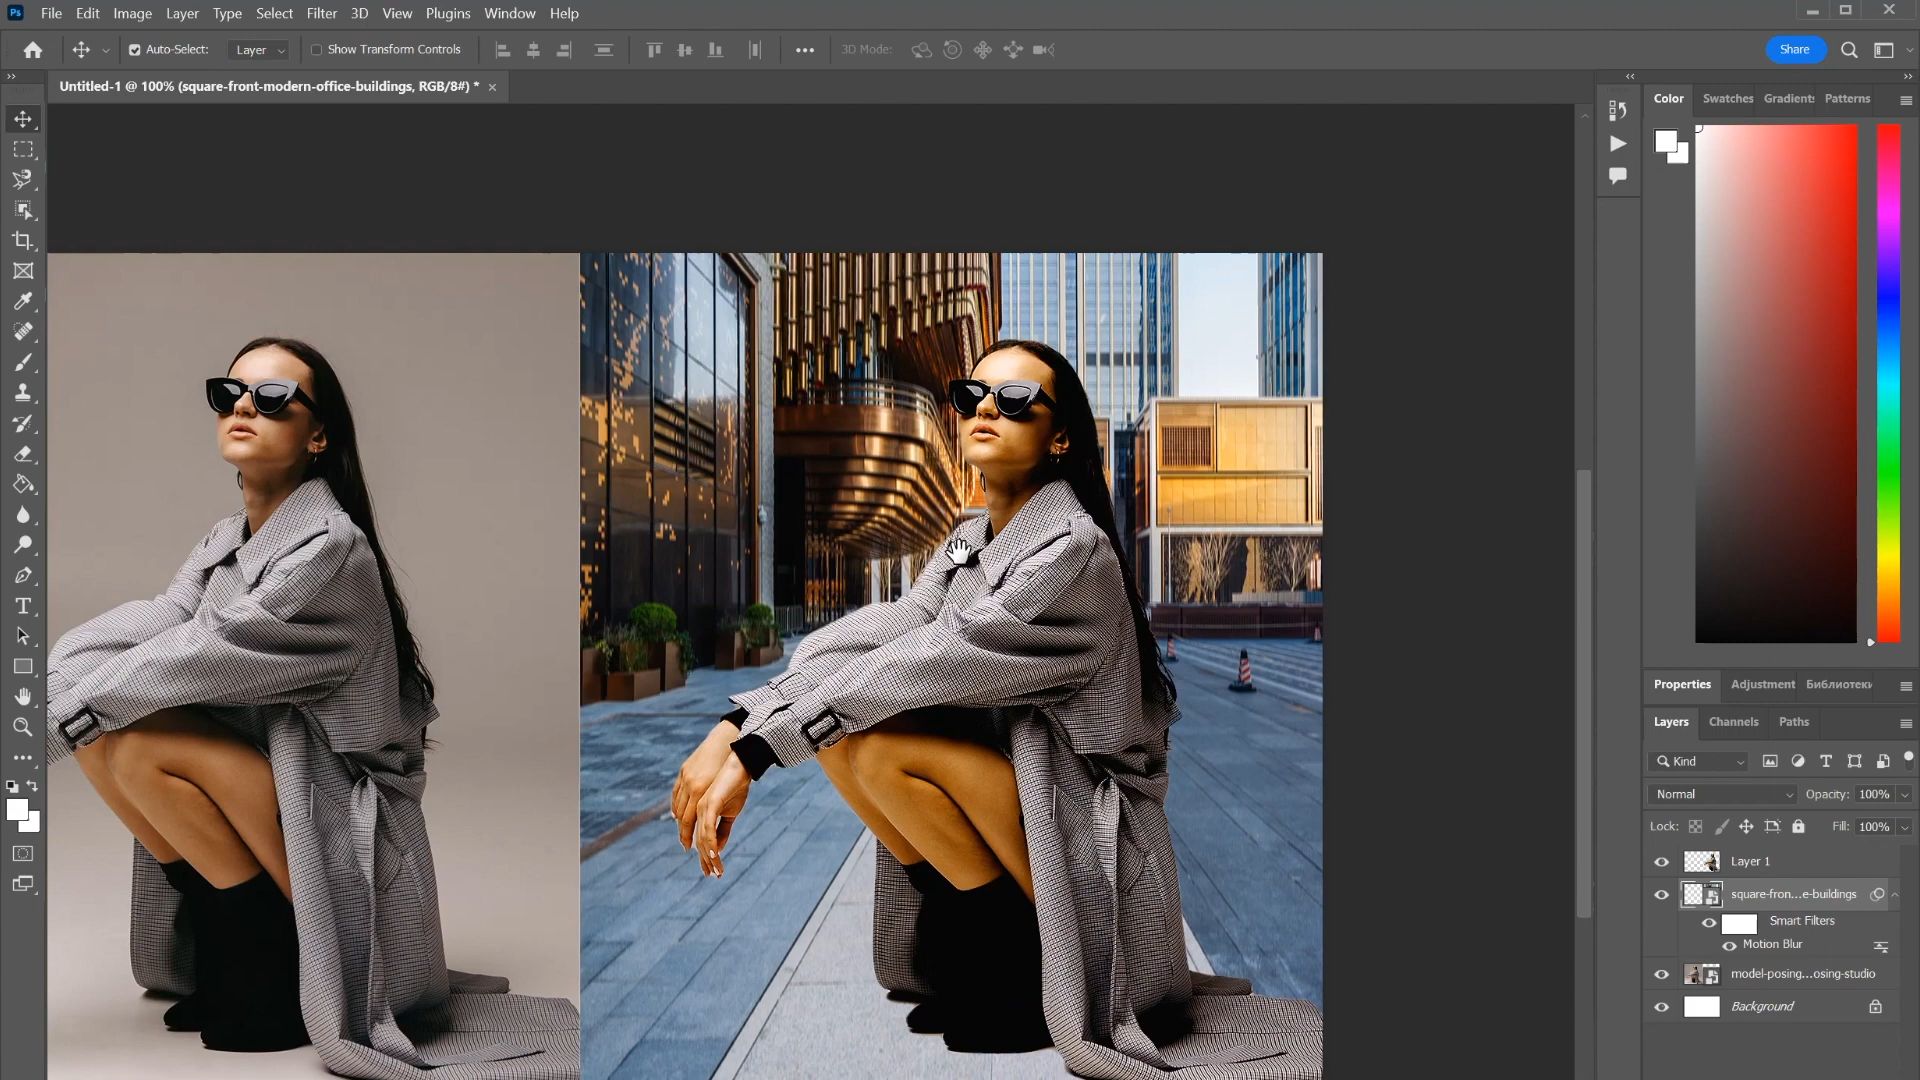 Ps File Edit Image Layer Type Select Filter 3D View Plugins Window Help
Auto-Select: Layer Show Transform Controls 3D Mode: Share
Untitled-1 @ 100% (square-front-modern-office-buildings, RGB/8#) *
Color Swatches Gradients Patterns
Properties Adjustment Библиотеки
Layers Channels Paths
Kind
Normal Opacity: 100%
Lock: Fill: 100%
Layer 1
square-fron...e-buildings
Smart Filters
Motion Blur
model-posing...osing-studio
Background